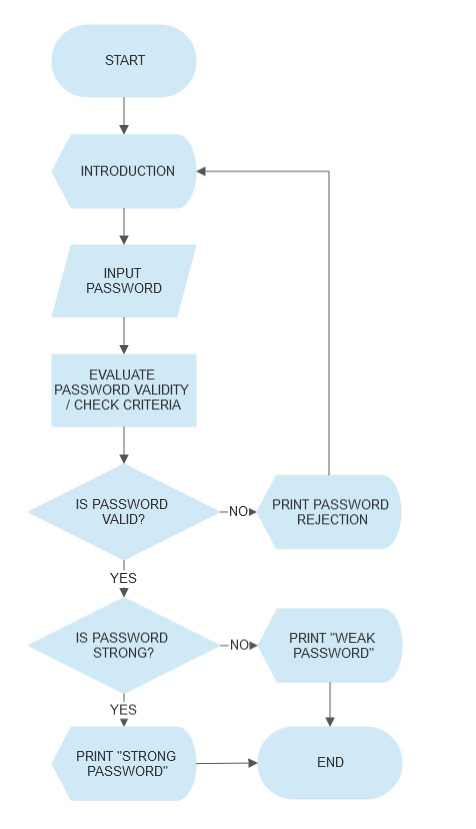 START
INTRODUCTION
INPUT
PASSWORD
EVALUATE
PASSWORD VALIDITY
/ CHECK CRITERIA
IS PASSWORD
VALID?
NO
PRINT PASSWORD
REJECTION
YES
IS PASSWORD
STRONG?
NO
PRINT "WEAK
PASSWORD"
YES
PRINT "STRONG
PASSWORD"
END